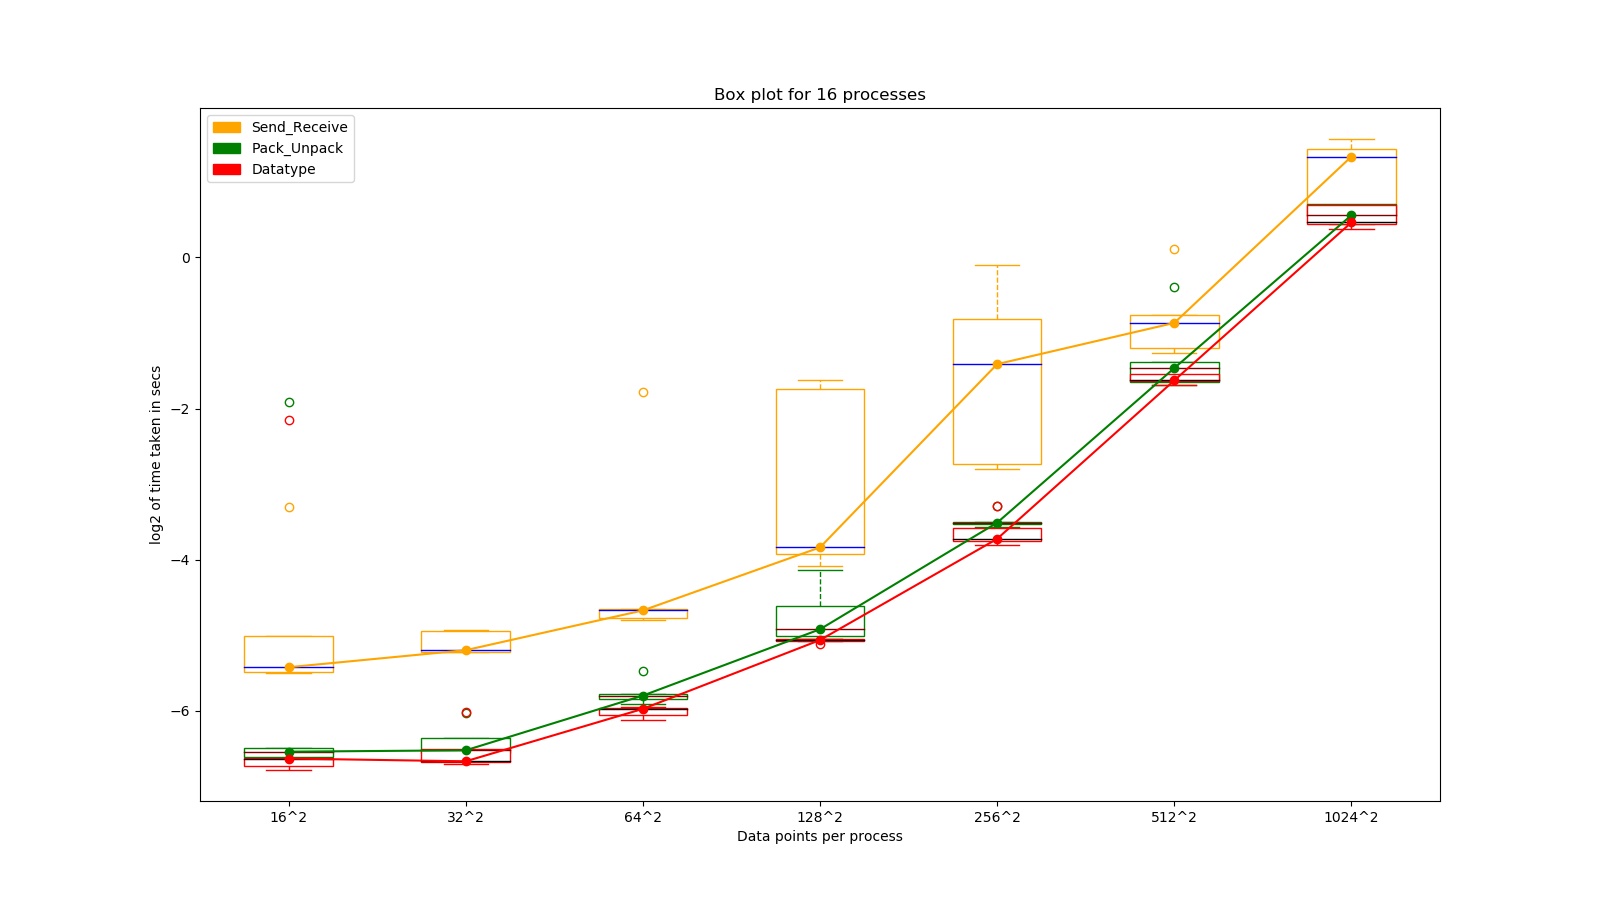 Box plot for 16 processes
Send_Receive
Pack_Unpack
Datatype
log2 of time taken in secs
0
−2
−4
−6
16^2 32^2 64^2 128^2 256^2 512^2 1024^2
Data points per process